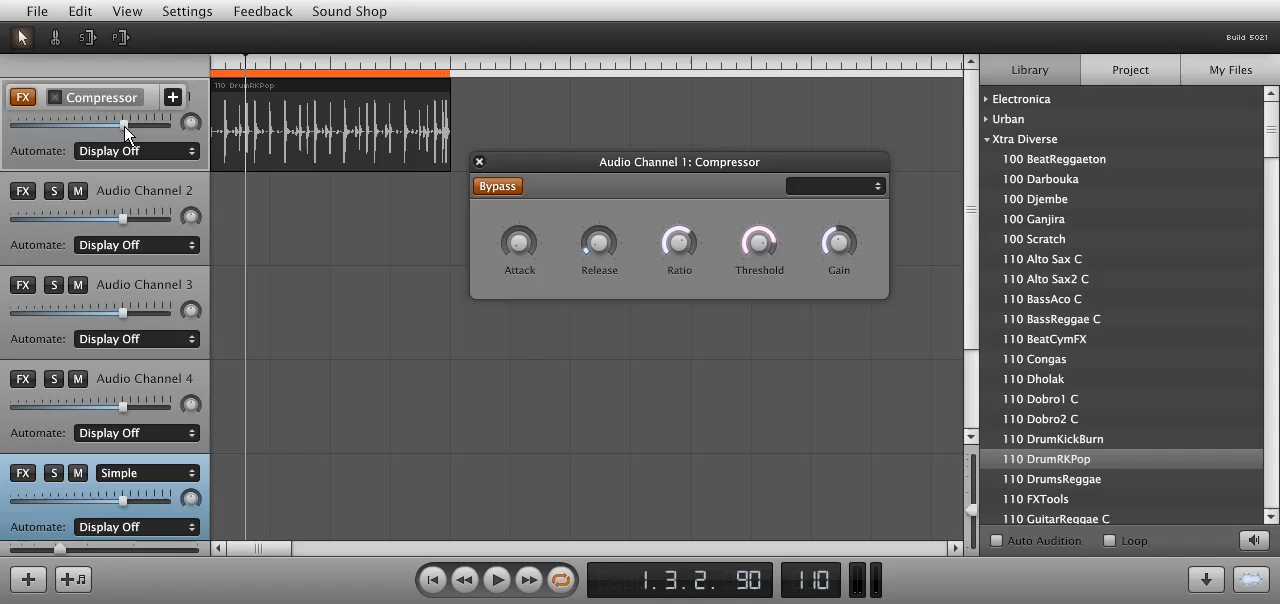 File Edit View Settings Feedback Sound Shop
S P Build 5021
Library Project My Files
FX Compressor + 1
Automate: Display Off
FX S M Audio Channel 2
Automate: Display Off
FX S M Audio Channel 3
Automate: Display Off
FX S M Audio Channel 4
Automate: Display Off
FX S M Simple
Automate: Display Off
110 DrumRKPop
Audio Channel 1: Compressor
Bypass
Attack Release Ratio Threshold Gain
Electronica
Urban
Xtra Diverse
100 BeatReggaeton
100 Darbouka
100 Djembe
100 Ganjira
100 Scratch
110 Alto Sax C
110 Alto Sax2 C
110 BassAco C
110 BassReggae C
110 BeatCymFX
110 Congas
110 Dholak
110 Dobro1 C
110 Dobro2 C
110 DrumKickBurn
110 DrumRKPop
110 DrumsReggae
110 FXTools
110 GuitarReggae C
Auto Audition Loop
1. 3. 2. 90 110